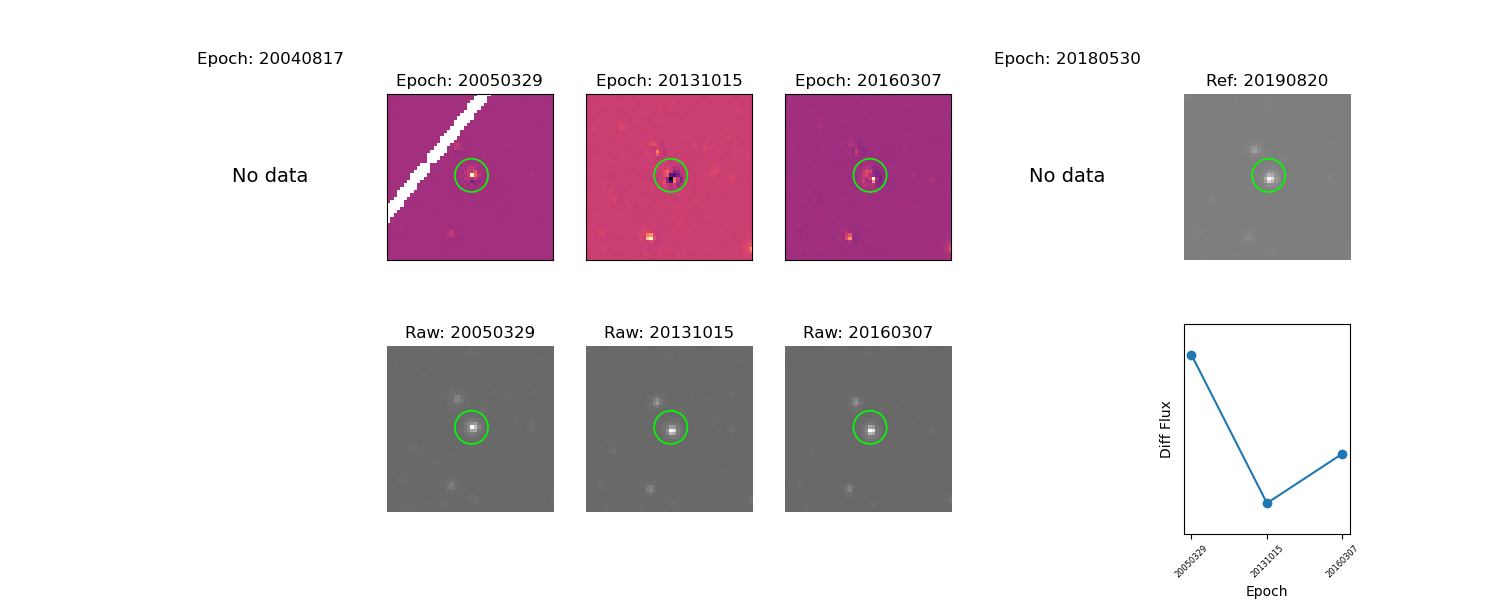 Epoch: 20040817
Epoch: 20050329
Epoch: 20131015
Epoch: 20160307
Epoch: 20180530
Ref: 20190820
No data
No data
Raw: 20050329
Raw: 20131015
Raw: 20160307
Diff Flux
20050329
20131015
20160307
Epoch